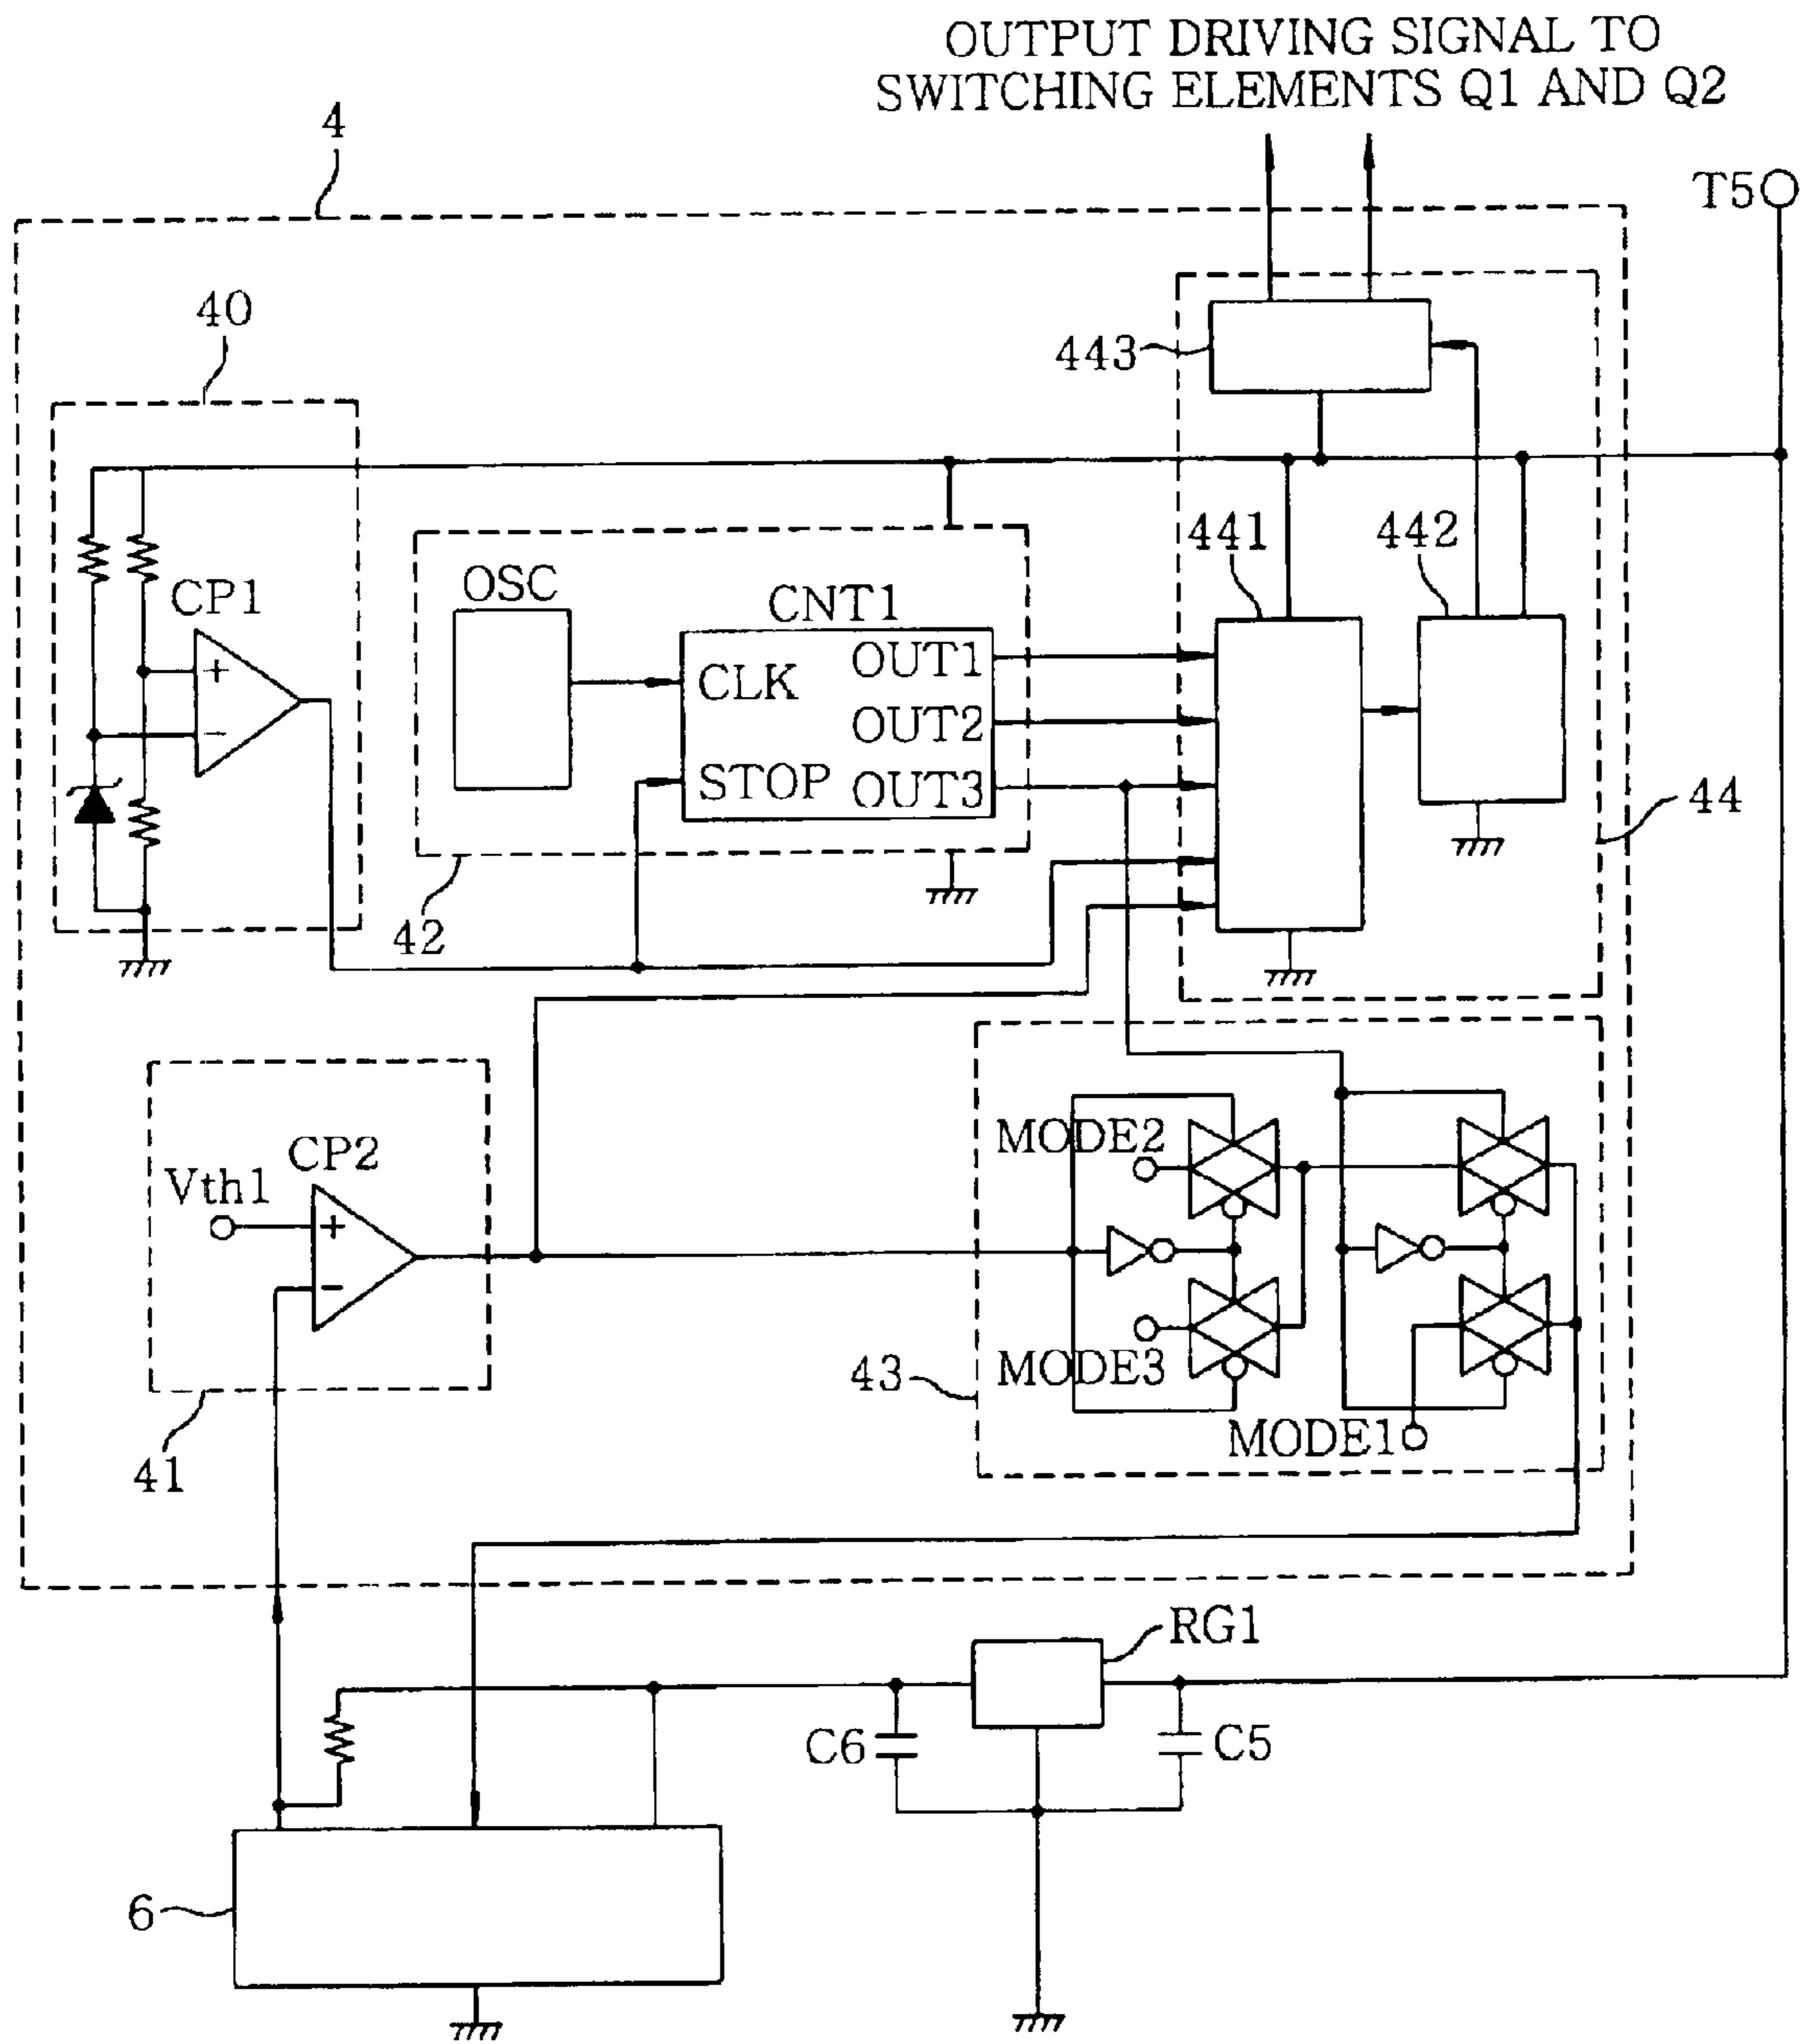 OUTPUT DRIVING SIGNAL TO
SWITCHING ELEMENTS Q1 AND Q2
4
T5
40
443
441
442
CP1
OSC
CNT1
CLK
OUT1
OUT2
STOP
OUT3
44
42
MODE2
CP2
Vth1
+
-
+
-
MODE3
43
MODE1
41
RG1
C6
C5
6